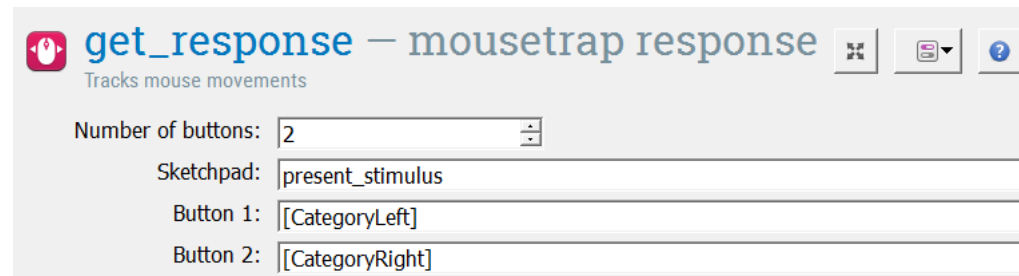 get_response – mousetrap response
Tracks mouse movements
Number of buttons: 2
Sketchpad: present_stimulus
Button 1: [CategoryLeft]
Button 2: [CategoryRight]